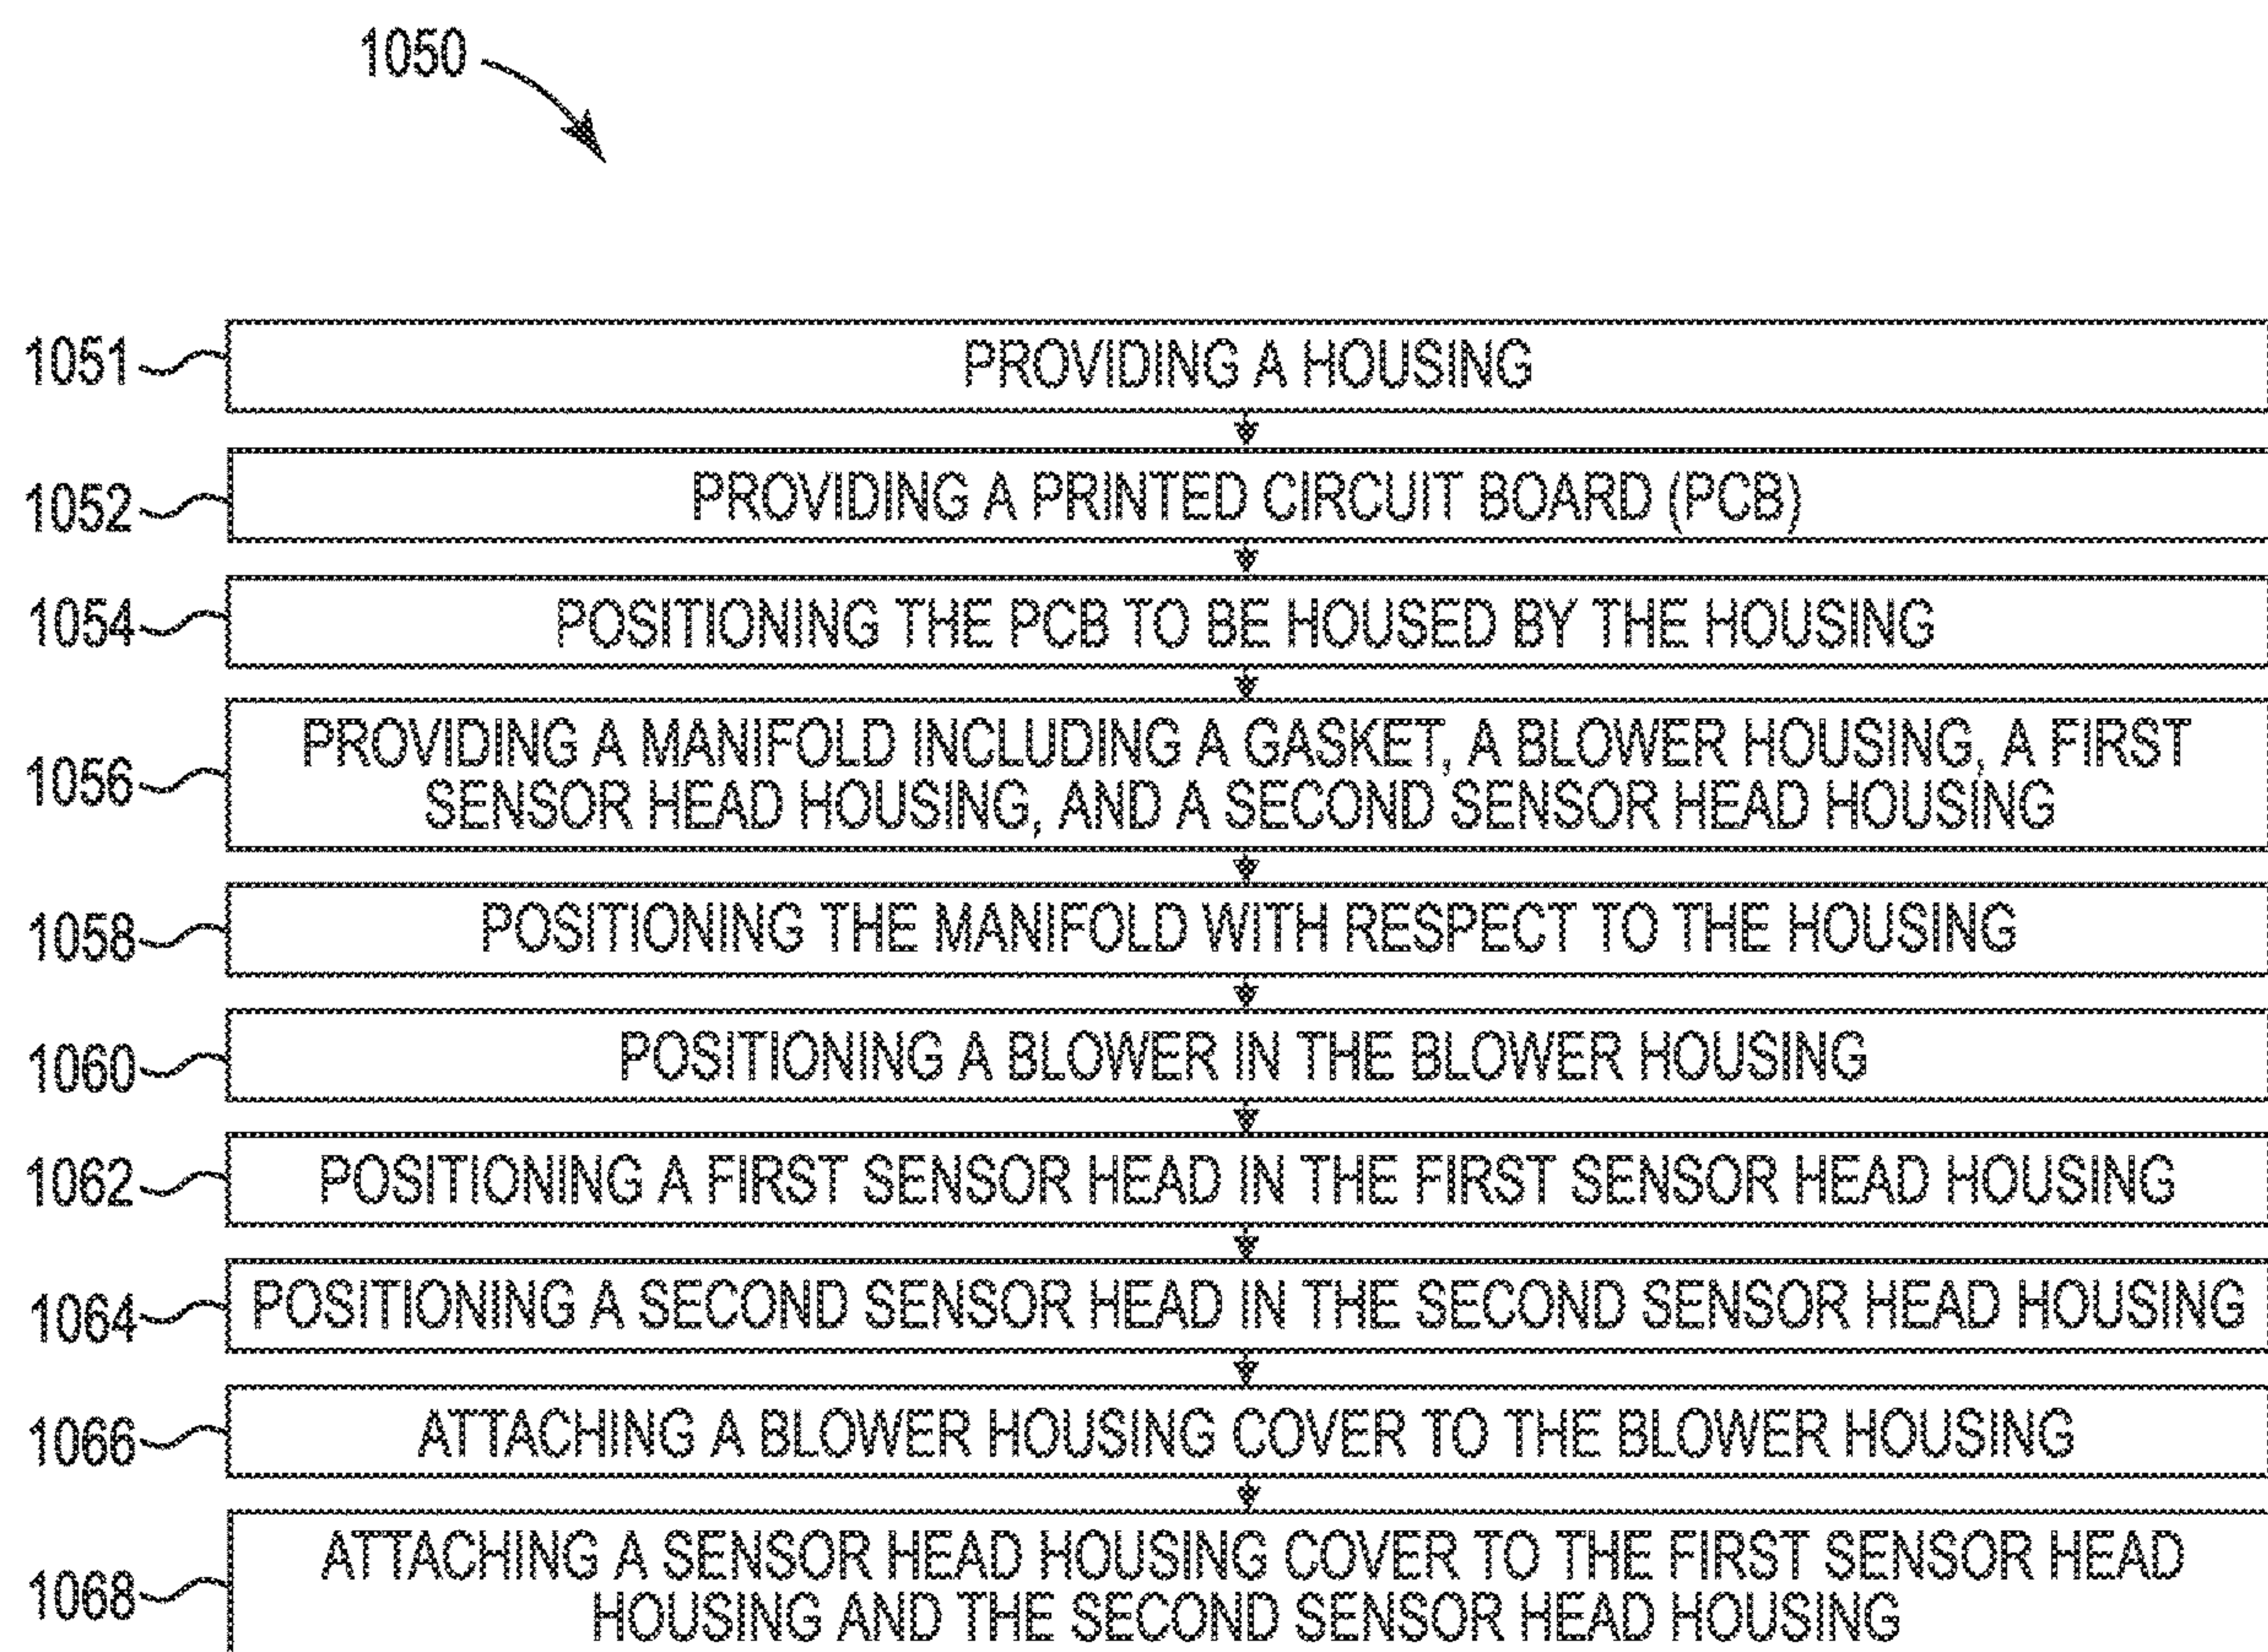 1050
1051 PROVIDING A HOUSING
1052 PROVIDING A PRINTED CIRCUIT BOARD (PCB)
1054 POSITIONING THE PCB TO BE HOUSED BY THE HOUSING
1056 PROVIDING A MANIFOLD INCLUDING A GASKET, A BLOWER HOUSING, A FIRST
SENSOR HEAD HOUSING, AND A SECOND SENSOR HEAD HOUSING
1058 POSITIONING THE MANIFOLD WITH RESPECT TO THE HOUSING
1060 POSITIONING A BLOWER IN THE BLOWER HOUSING
1062 POSITIONING A FIRST SENSOR HEAD IN THE FIRST SENSOR HEAD HOUSING
1064 POSITIONING A SECOND SENSOR HEAD IN THE SECOND SENSOR HEAD HOUSING
1066 ATTACHING A BLOWER HOUSING COVER TO THE BLOWER HOUSING
1068 ATTACHING A SENSOR HEAD HOUSING COVER TO THE FIRST SENSOR HEAD
HOUSING AND THE SECOND SENSOR HEAD HOUSING